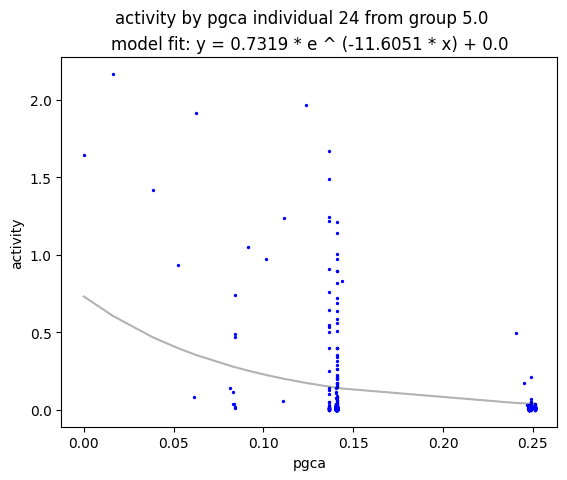 activity by pgca individual 24 from group 5.0
model fit: y = 0.7319 * e ^ (-11.6051 * x) + 0.0
2.0
1.5
1.0
0.5
0.0
activity
0.00 0.05 0.10 0.15 0.20 0.25
pgca